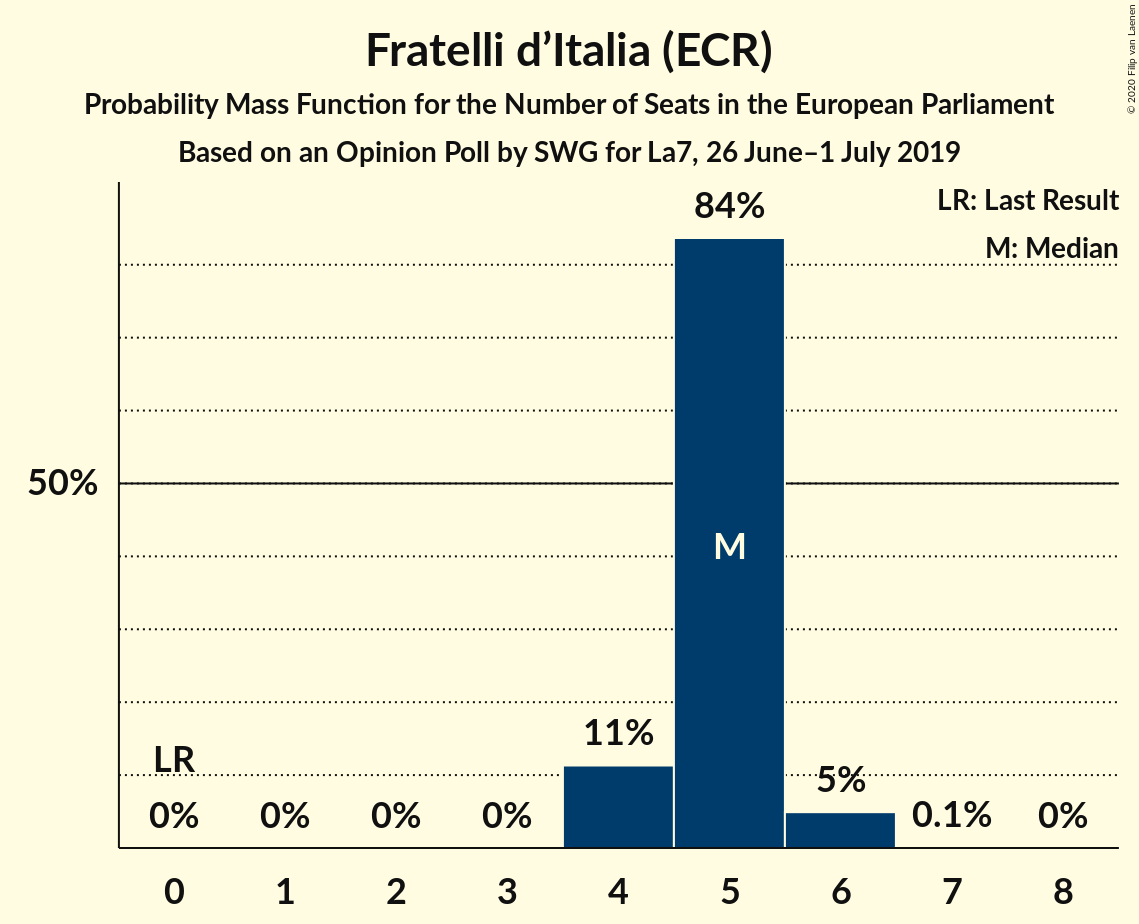 Fratelli d’Italia (ECR)
Probability Mass Function for the Number of Seats in the European Parliament
Based on an Opinion Poll by SWG for La7, 26 June–1 July 2019
© 2020 Filip van Laenen
LR: Last Result
M: Median
84%
50%
M
11%
LR
5%
0% 0% 0% 0% 0.1% 0%
0 1 2 3 4 5 6 7 8